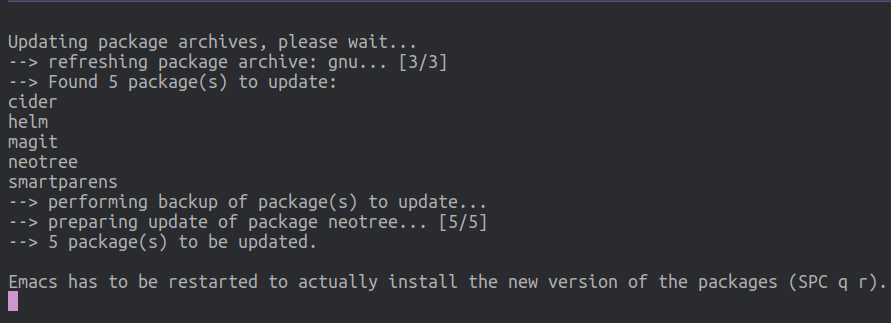 Updating package archives, please wait...
--> refreshing package archive: gnu... [3/3]
--> Found 5 package(s) to update:
cider
helm
magit
neotree
smartparens
--> performing backup of package(s) to update...
--> preparing update of package neotree... [5/5]
--> 5 package(s) to be updated.
Emacs has to be restarted to actually install the new version of the packages (SPC q r).